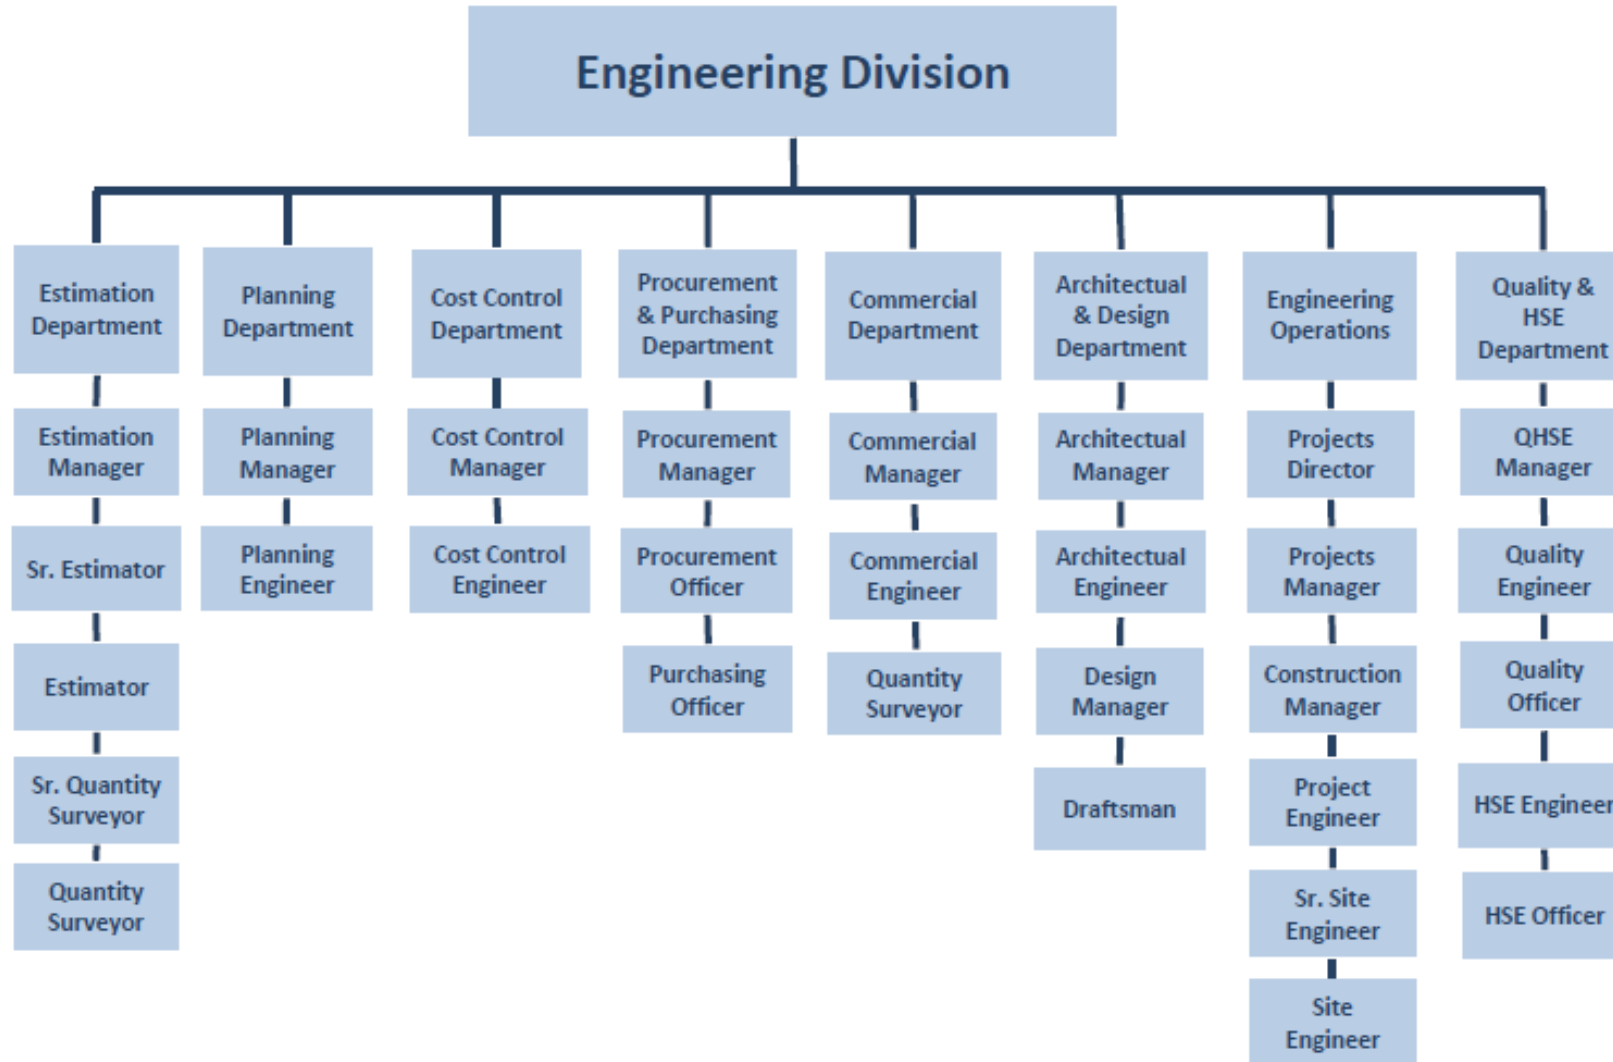 Engineering Division
Estimation
Department
Planning
Department
Cost Control
Department
Procurement
& Purchasing
Department
Commercial
Department
Architectual
& Design
Department
Engineering
Operations
Quality &
HSE
Department
Estimation
Manager
Planning
Manager
Cost Control
Manager
Procurement
Manager
Commercial
Manager
Architectual
Manager
Projects
Director
QHSE
Manager
Sr. Estimator
Planning
Engineer
Cost Control
Engineer
Procurement
Officer
Commercial
Engineer
Architectual
Engineer
Projects
Manager
Quality
Engineer
Estimator
Purchasing
Officer
Quantity
Surveyor
Design
Manager
Construction
Manager
Quality
Officer
Sr. Quantity
Surveyor
Draftsman
Project
Engineer
HSE Engineer
Quantity
Surveyor
Sr. Site
Engineer
HSE Officer
Site
Engineer